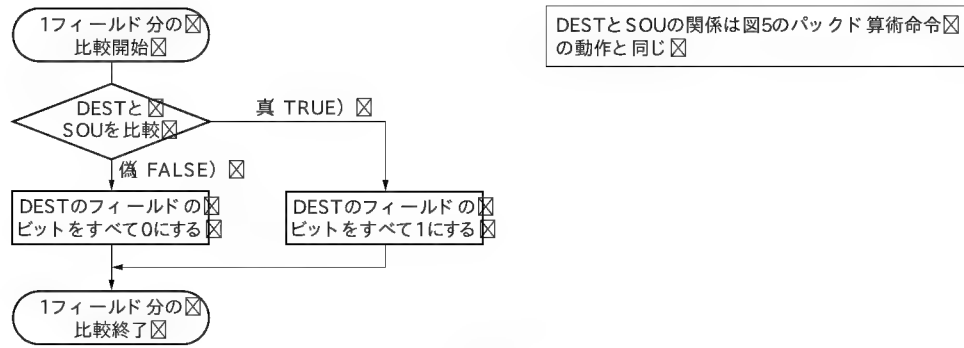 1フィールド分の
比較開始
DESTとSOUの関係は図5のパックド算術命令
の動作と同じ
DESTと
SOUを比較
真 TRUE)
偽 FALSE)
DESTのフィールドの
ビットをすべて0にする
DESTのフィールドの
ビットをすべて1にする
1フィールド分の
比較終了